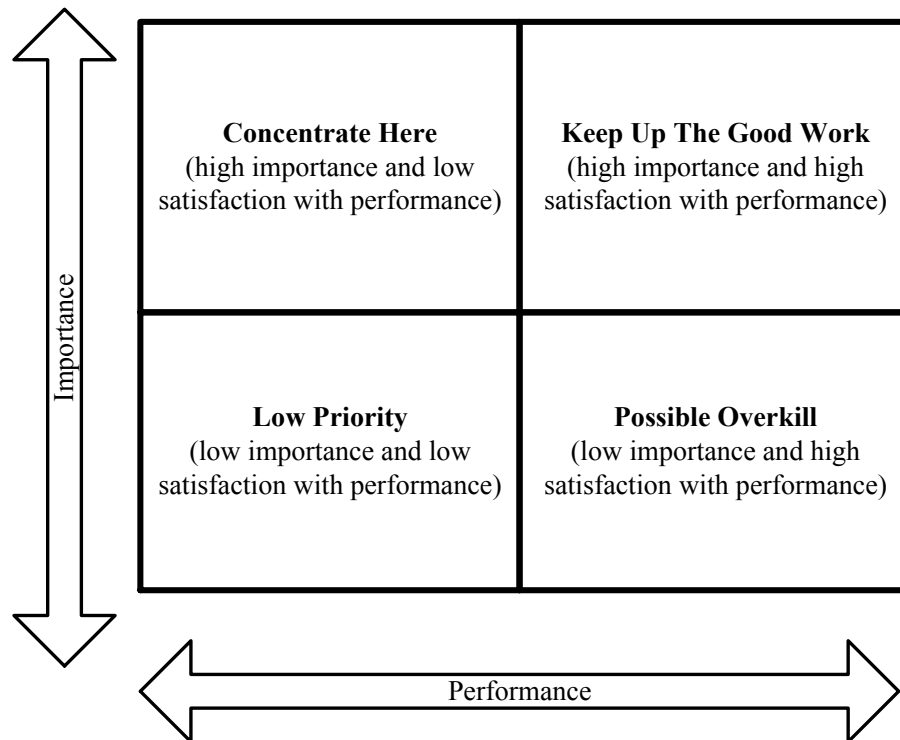 Concentrate Here
(high importance and low
satisfaction with performance)
Keep Up The Good Work
(high importance and high
satisfaction with performance)
Importance
Low Priority
(low importance and low
satisfaction with performance)
Possible Overkill
(low importance and high
satisfaction with performance)
Performance